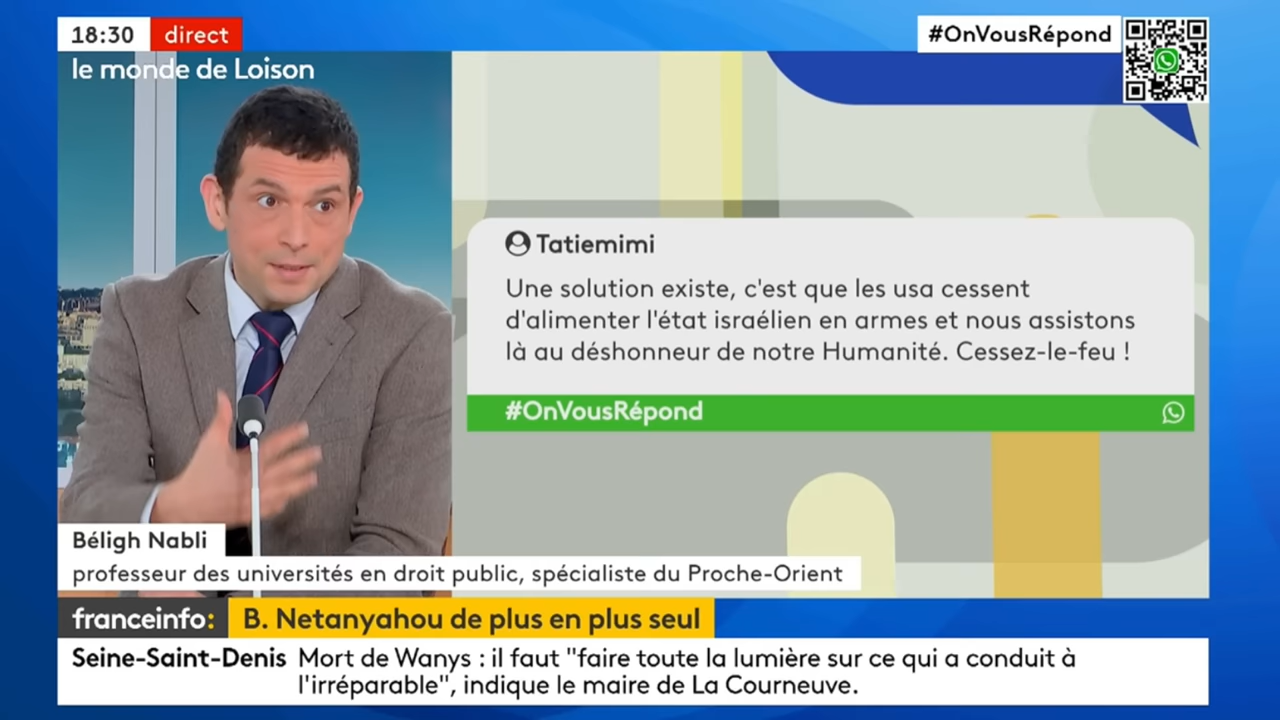 18:30 direct
#OnVousRépond
le monde de Loison
Tatiemimi
Une solution existe, c'est que les usa cessent
d'alimenter l'état israélien en armes et nous assistons
là au déshonneur de notre Humanité. Cessez-le-feu !
#OnVousRépond
Béligh Nabli
professeur des universités en droit public, spécialiste du Proche-Orient
franceinfo: B. Netanyahou de plus en plus seul
Seine-Saint-Denis Mort de Wanys : il faut "faire toute la lumière sur ce qui a conduit à
l'irréparable", indique le maire de La Courneuve.